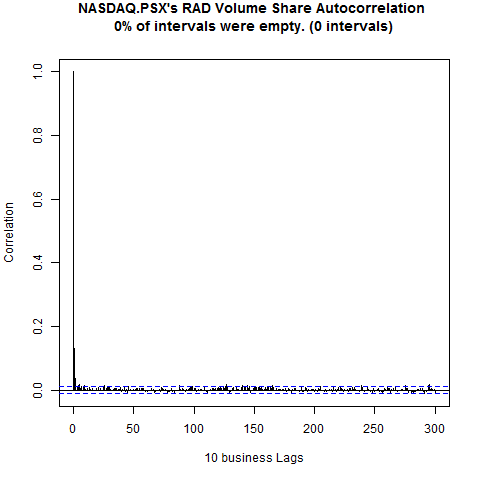 NASDAQ.PSX's RAD Volume Share Autocorrelation
0% of intervals were empty. (0 intervals)
Correlation
1.0
0.8
0.6
0.4
0.2
0.0
0 50 100 150 200 250 300
10 business Lags